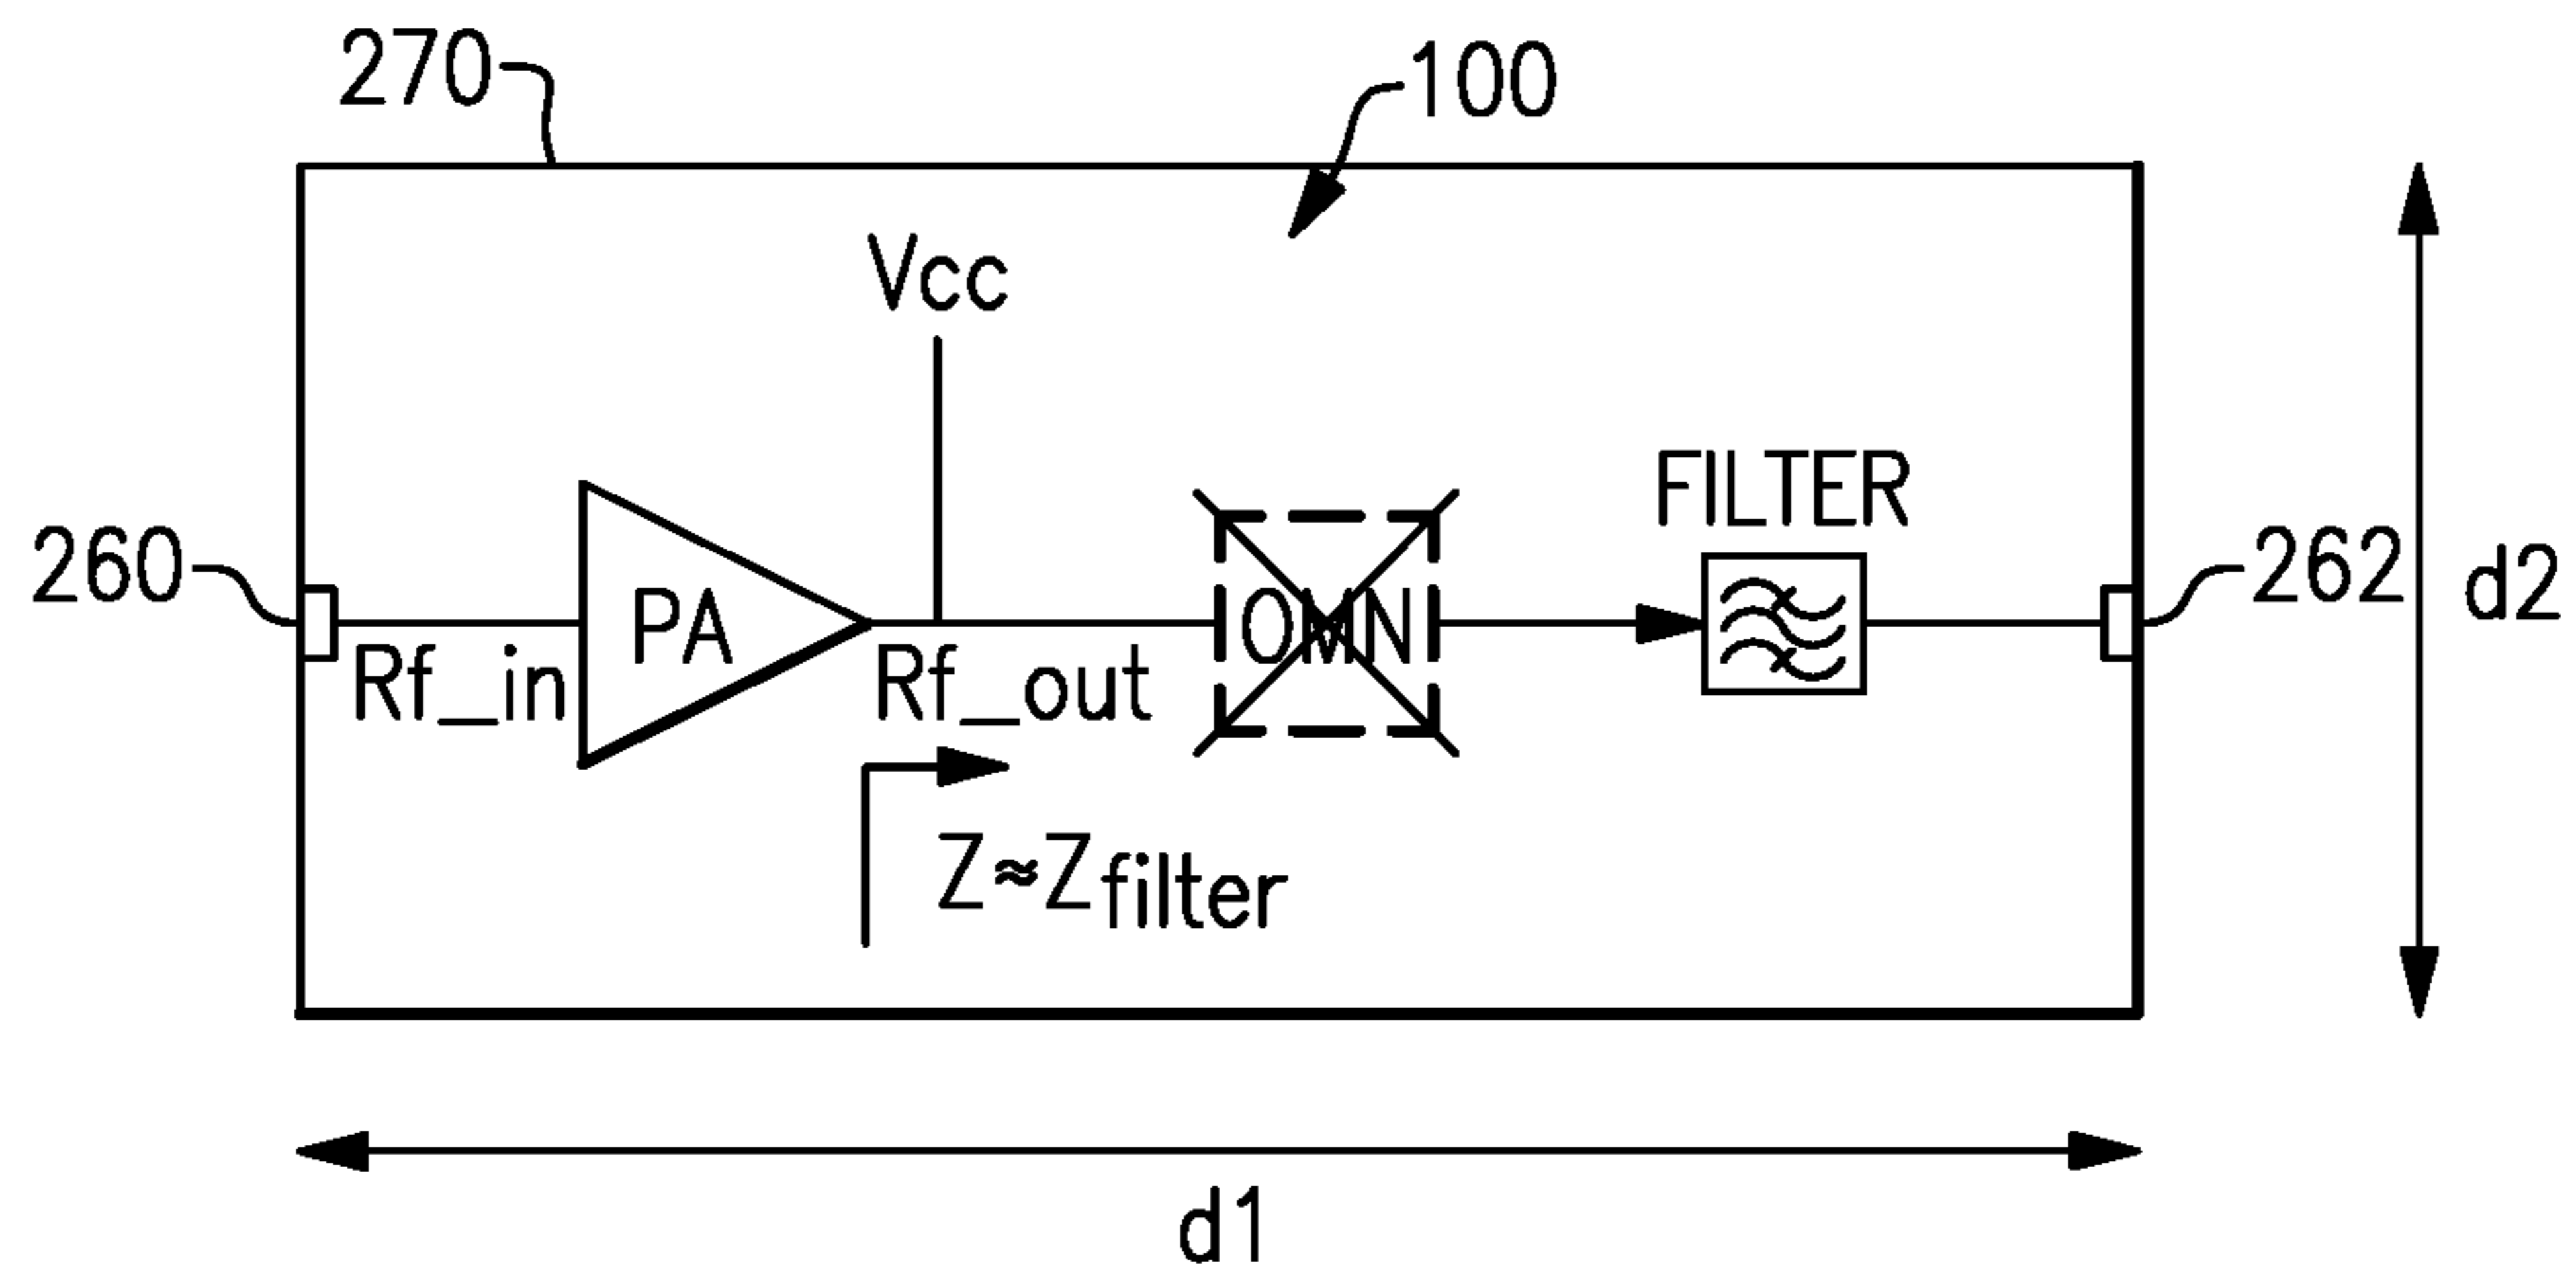 270
100
Vcc
FILTER
260
262
PA
OMN
d2
Rf_in
Rf_out
Z≈Zfilter
d1